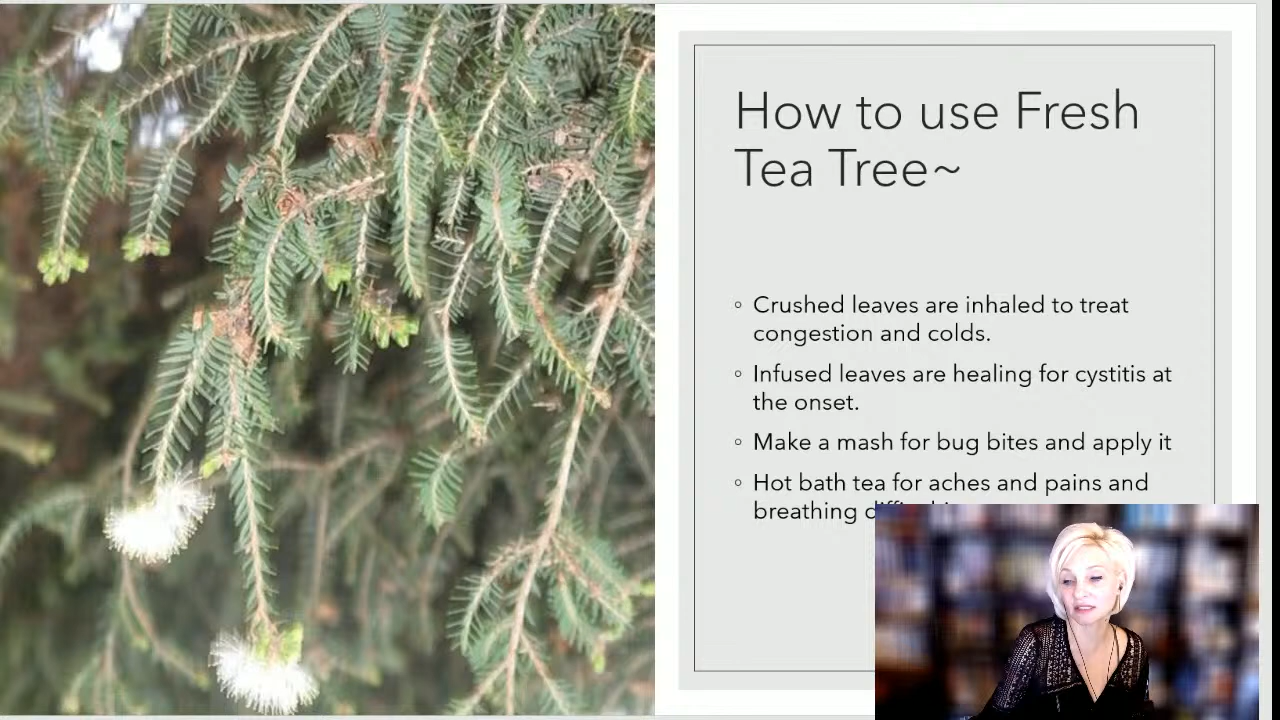 How to use Fresh
Tea Tree~
◦ Crushed leaves are inhaled to treat
congestion and colds.
◦ Infused leaves are healing for cystitis at
the onset.
◦ Make a mash for bug bites and apply it
◦ Hot bath tea for aches and pains and
breathing